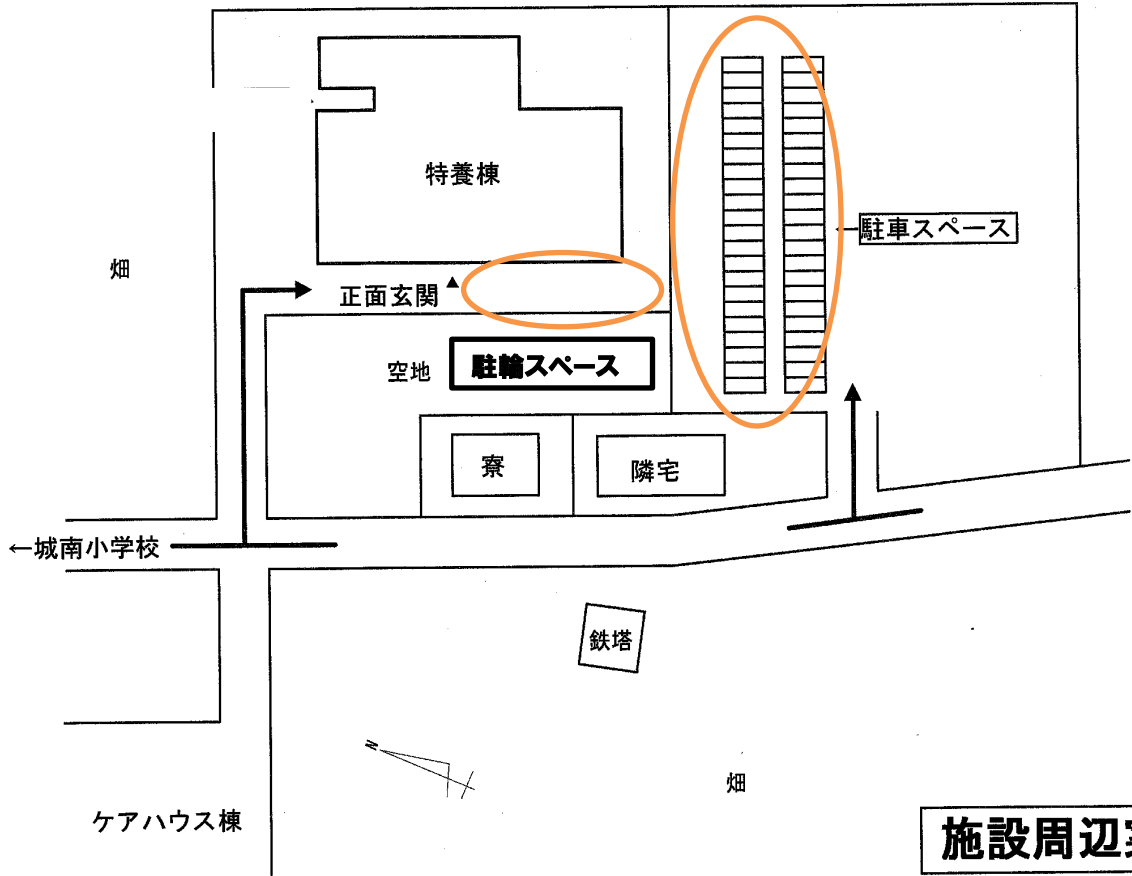 特養棟
駐車スペース
畑
正面玄関
空地
駐輪スペース
寮
隣宅
←城南小学校
鉄塔
N
畑
ケアハウス棟
施設周辺